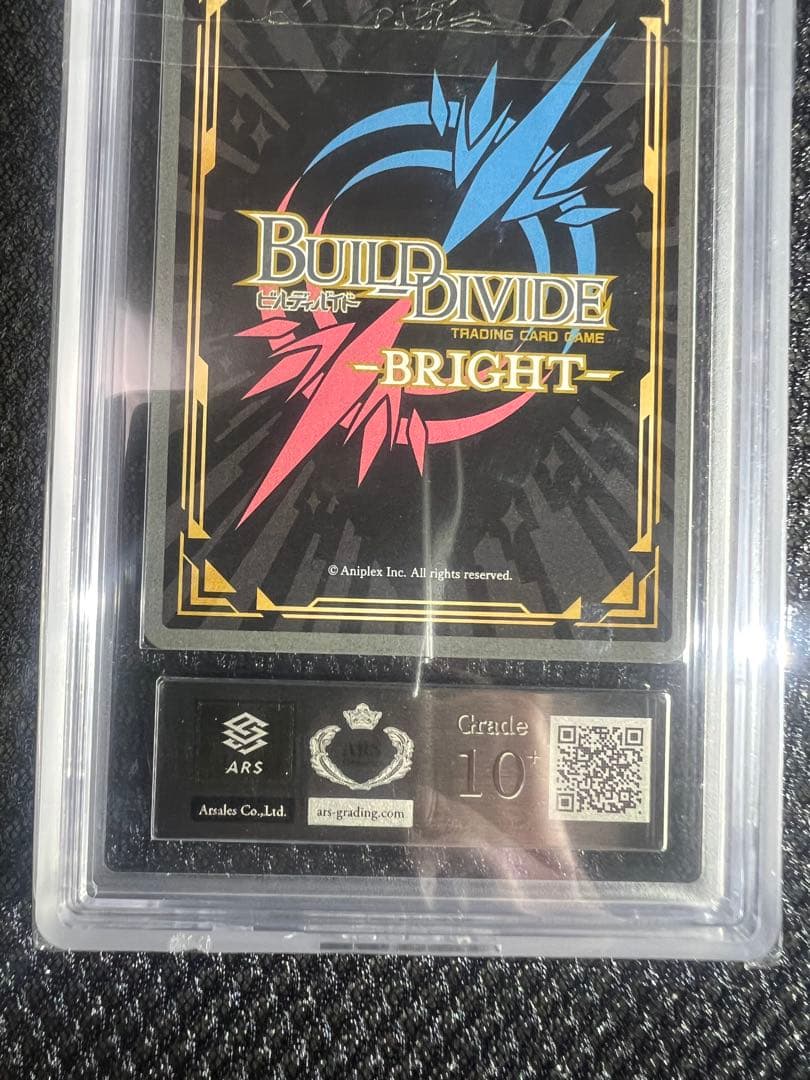 BUILD DIVIDE
ビルディバイド
TRADING CARD GAME
-BRIGHT-
© Aniplex Inc. All rights reserved.
ARS
Arsales Co.,Ltd.
ARS
ars-grading.com
Grade
10+